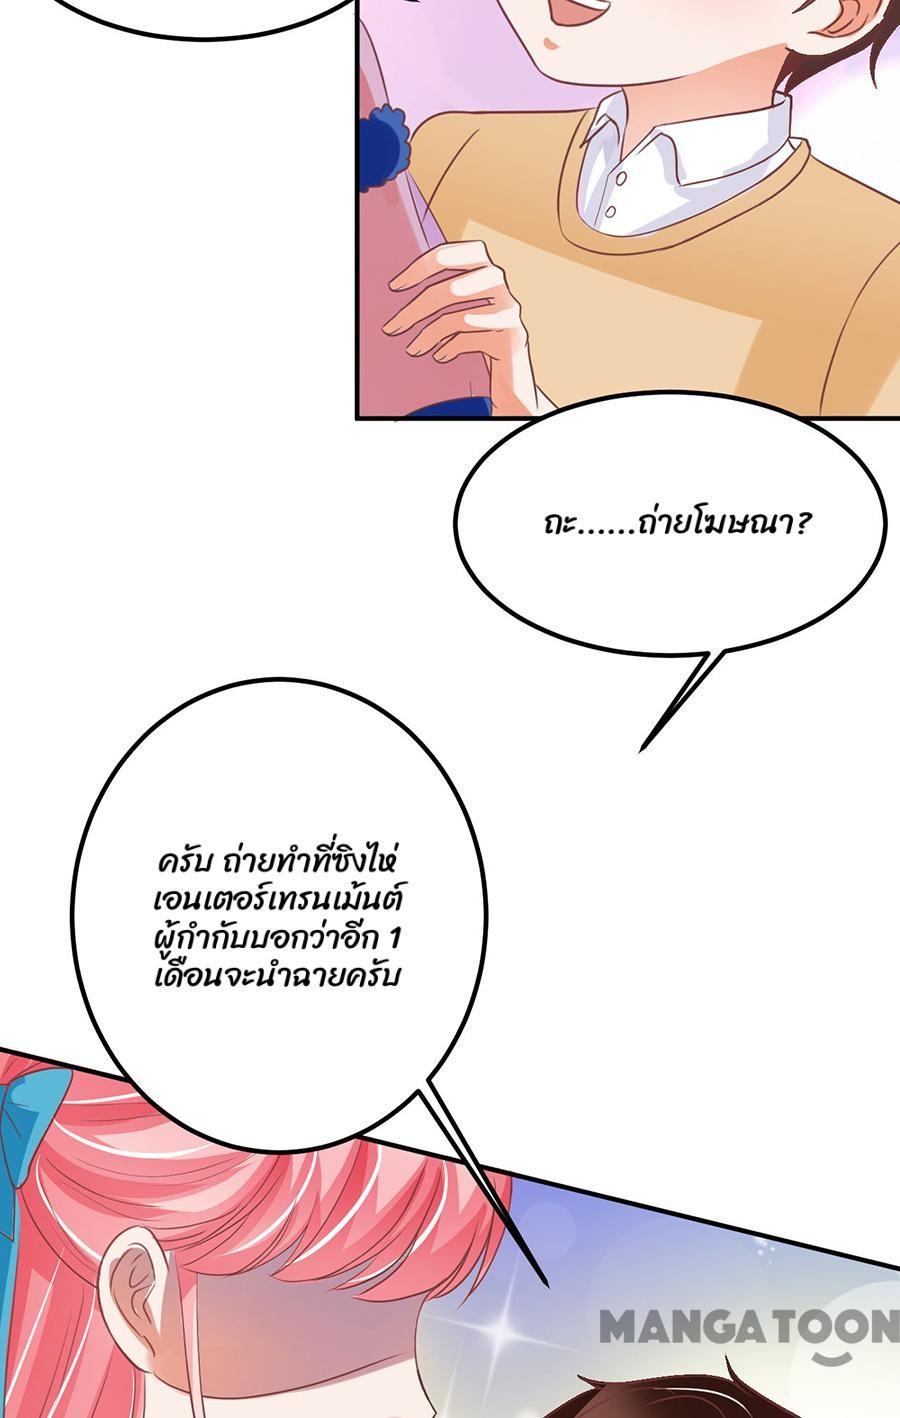 ถะ......ถ่ายโฆษณา?
ครับ ถ่ายทำที่ซิงไห่
เอนเตอร์เทรนเม้นต์
ผู้กำกับบอกว่าอีก 1
เดือนจะนำฉายครับ
MANGATOON